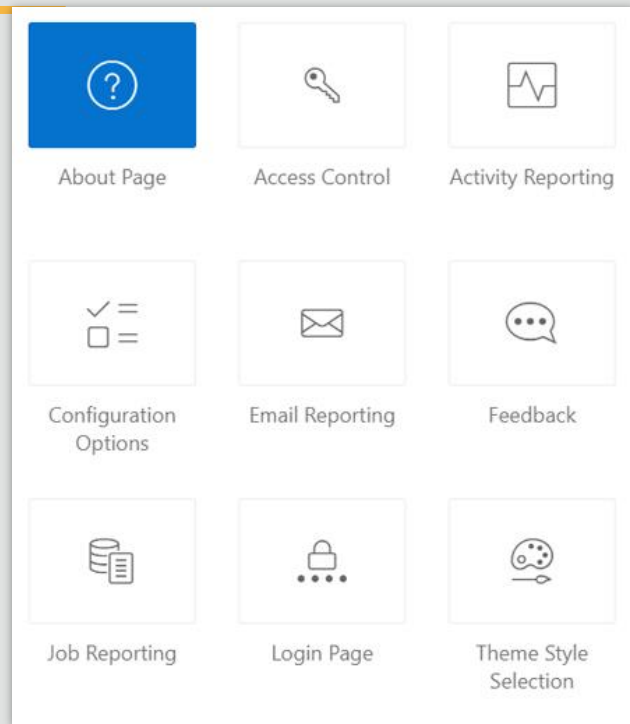 About Page
Access Control
Activity Reporting
Configuration
Options
Email Reporting
Feedback
Job Reporting
Login Page
Theme Style
Selection